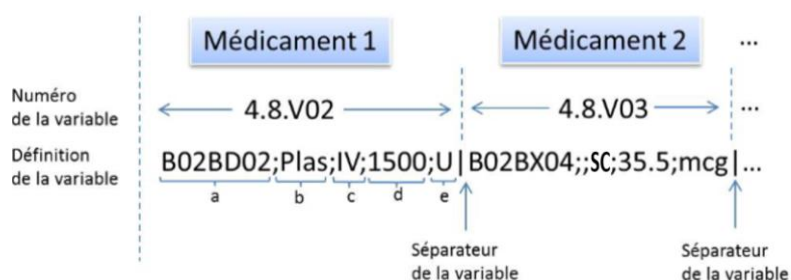 Médicament 1 Médicament 2 ...
Numéro
de la variable
4.8.V02 4.8.V03 ...
Définition
de la variable
B02BD02;Plas;IV;1500;U|B02BX04;;SC;35.5;mcg|...
a b c d e
Séparateur
de la variable
Séparateur
de la variable